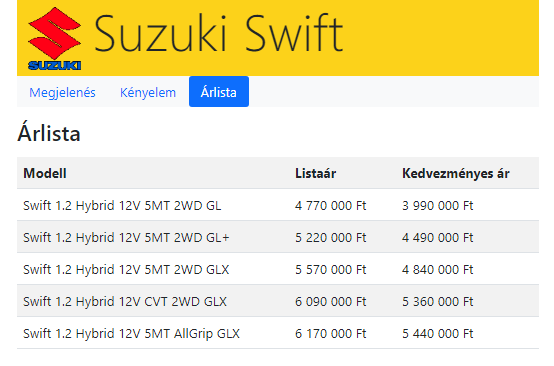 SUZUKI
Suzuki Swift
Megjelenés Kényelem Árlista
Árlista
Modell Listaár Kedvezményes ár
Swift 1.2 Hybrid 12V 5MT 2WD GL 4 770 000 Ft 3 990 000 Ft
Swift 1.2 Hybrid 12V 5MT 2WD GL+ 5 220 000 Ft 4 490 000 Ft
Swift 1.2 Hybrid 12V 5MT 2WD GLX 5 570 000 Ft 4 840 000 Ft
Swift 1.2 Hybrid 12V CVT 2WD GLX 6 090 000 Ft 5 360 000 Ft
Swift 1.2 Hybrid 12V 5MT AllGrip GLX 6 170 000 Ft 5 440 000 Ft